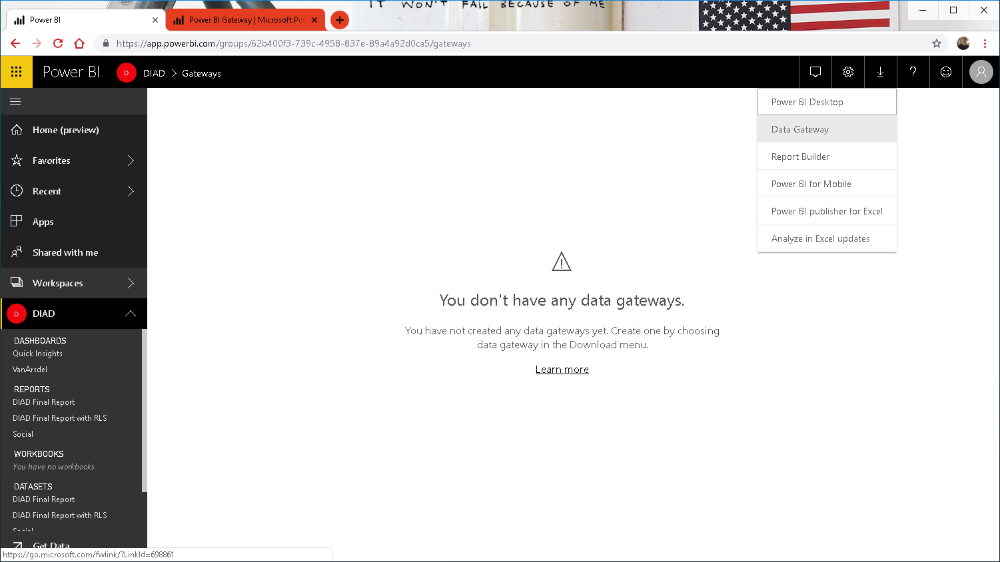 IT WON'T FAIL BECAUSE OF ME
Power BI
Power BI Gateway | Microsoft Po
https://app.powerbi.com/groups/62b400f3-739c-4958-837e-89a4a92d0ca5/gateways
Power BI
D
DIAD
Gateways
?
Power BI Desktop
Data Gateway
Report Builder
Power BI for Mobile
Power BI publisher for Excel
Analyze in Excel updates
Home (preview)
Favorites
Recent
Apps
Shared with me
Workspaces
D DIAD
DASHBOARDS
Quick Insights
VanArsdel
REPORTS
DIAD Final Report
DIAD Final Report with RLS
Social
WORKBOOKS
You have no workbooks
DATASETS
DIAD Final Report
DIAD Final Report with RLS
Social
Get Data
You don't have any data gateways.
You have not created any data gateways yet. Create one by choosing
data gateway in the Download menu.
Learn more
https://go.microsoft.com/fwlink/?LinkId=698861